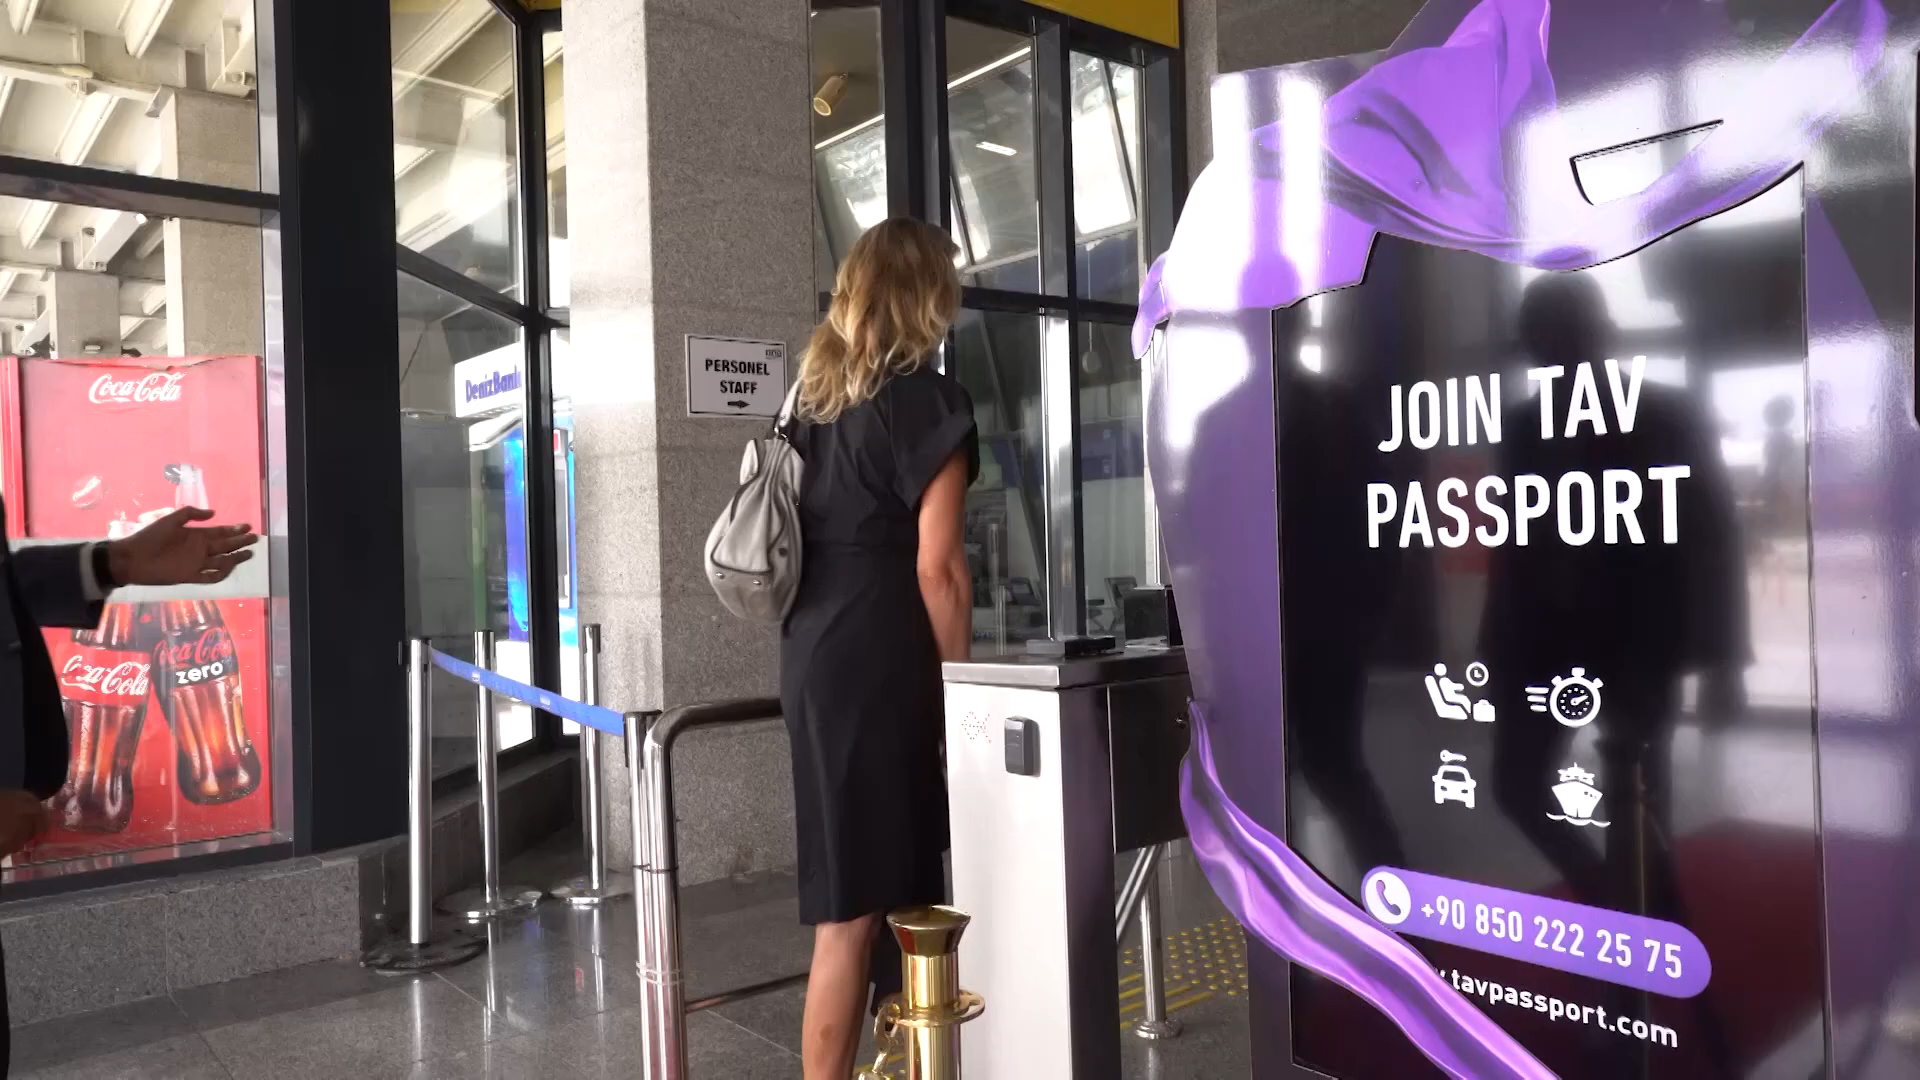 Coca-Cola
Coca-Cola
Coca-Cola
zero
DenizBank
PERSONEL
STAFF
JOIN TAV
PASSPORT
+90 850 222 25 75
.tavpassport.com